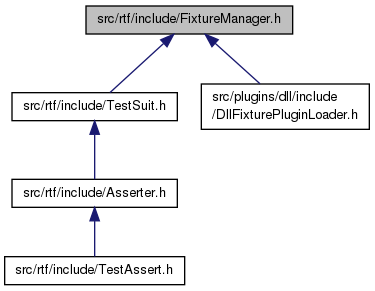 src/rtf/include/FixtureManager.h
src/rtf/include/TestSuit.h
src/plugins/dll/include
/DllFixturePluginLoader.h
src/rtf/include/Asserter.h
src/rtf/include/TestAssert.h